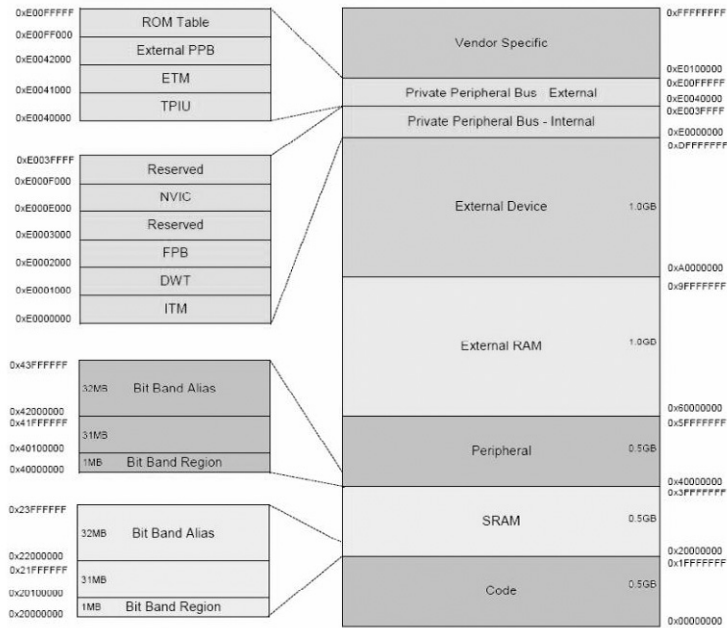 0xE00FFFFF
ROM Table
0xE00FF000
External PPB
0xE0042000
ETM
0xE0041000
TPIU
0xE0040000
0xE003FFFF
Reserved
0xE000F000
NVIC
0xE000E000
Reserved
0xE0003000
FPB
0xE0002000
DWT
0xE0001000
ITM
0xE0000000
0x43FFFFFF
32MB Bit Band Alias
0x42000000
0x41FFFFFF
31MB
0x40100000
1MB Bit Band Region
0x40000000
0x23FFFFFF
32MB Bit Band Alias
0x22000000
0x21FFFFFF
31MB
0x20100000
1MB Bit Band Region
0x20000000
0xFFFFFFFF
Vendor Specific
0xE0100000
0xE00FFFFF
Private Peripheral Bus External
0xE0040000
0xE003FFFF
Private Peripheral Bus - Internal
0xE0000000
0xDFFFFFFF
External Device 1.0GB
0xA0000000
0x9FFFFFFF
External RAM 1.0GB
0x60000000
0x5FFFFFFF
Peripheral 0.5GB
0x40000000
0x3FFFFFFF
SRAM 0.5GB
0x20000000
0x1FFFFFFF
Code 0.5GB
0x00000000